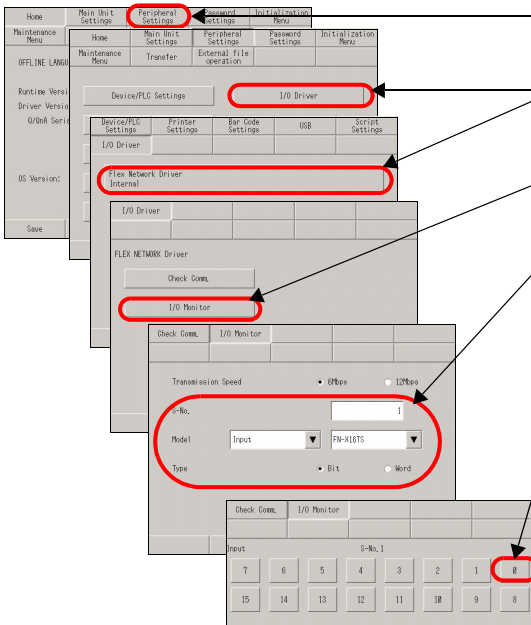 Home
Main Unit Settings
Peripheral Settings
Password Settings
Initialization Menu
Maintenance Menu
OFFLINE LANGU
Runtime Versi
Driver Versio
Q/QnA Serie
OS Version:
Save
Home
Main Unit Settings
Peripheral Settings
Password Settings
Initialization Menu
Maintenance Menu
Transfer
External file operation
Device/PLC Settings
I/O Driver
Device/PLC Settings
Printer Settings
Bar Code Settings
USB
Script Settings
I/O Driver
Flex Network Driver
Internal
I/O Driver
FLEX NETWORK Driver
Check Comm.
I/O Monitor
Check Comm.
I/O Monitor
Transmission Speed
6Mbps
12Mbps
S-No.
1
Model
Input
FN-X16TS
Type
Bit
Word
Check Comm.
I/O Monitor
Input
S-No.1
7 6 5 4 3 2 1 0
15 14 13 12 11 10 9 8